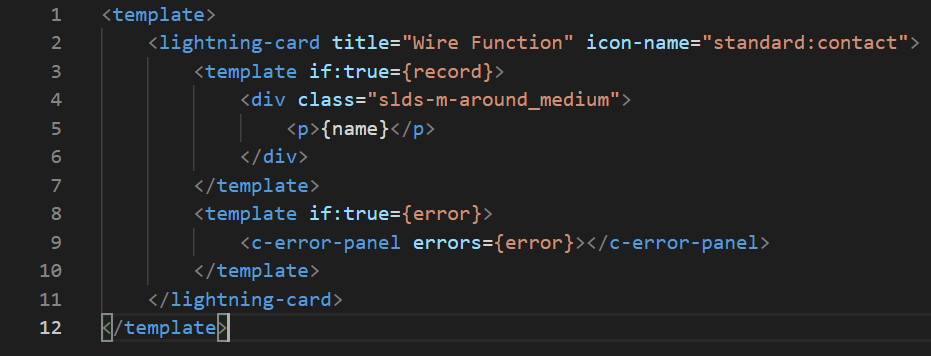 1 <template>
2 <lightning-card title="Wire Function" icon-name="standard:contact">
3 <template if:true={record}>
4 <div class="slds-m-around_medium">
5 <p>{name}</p>
6 </div>
7 </template>
8 <template if:true={error}>
9 <c-error-panel errors={error}></c-error-panel>
10 </template>
11 </lightning-card>
12 </template>